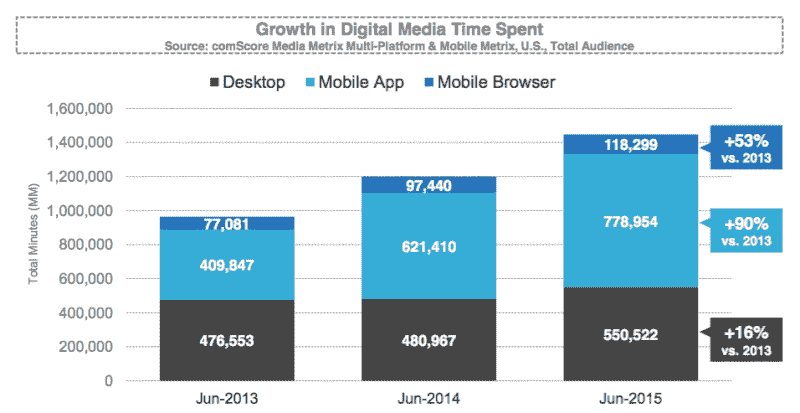 Growth in Digital Media Time Spent
Source: comScore Media Metrix Multi-Platform & Mobile Metrix, U.S., Total Audience
Desktop Mobile App Mobile Browser
Total Minutes (MM)
1,600,000
1,400,000
1,200,000
1,000,000
800,000
600,000
400,000
200,000
0
77,081
409,847
476,553
97,440
621,410
480,967
118,299
778,954
550,522
+53%
vs. 2013
+90%
vs. 2013
+16%
vs. 2013
Jun-2013 Jun-2014 Jun-2015